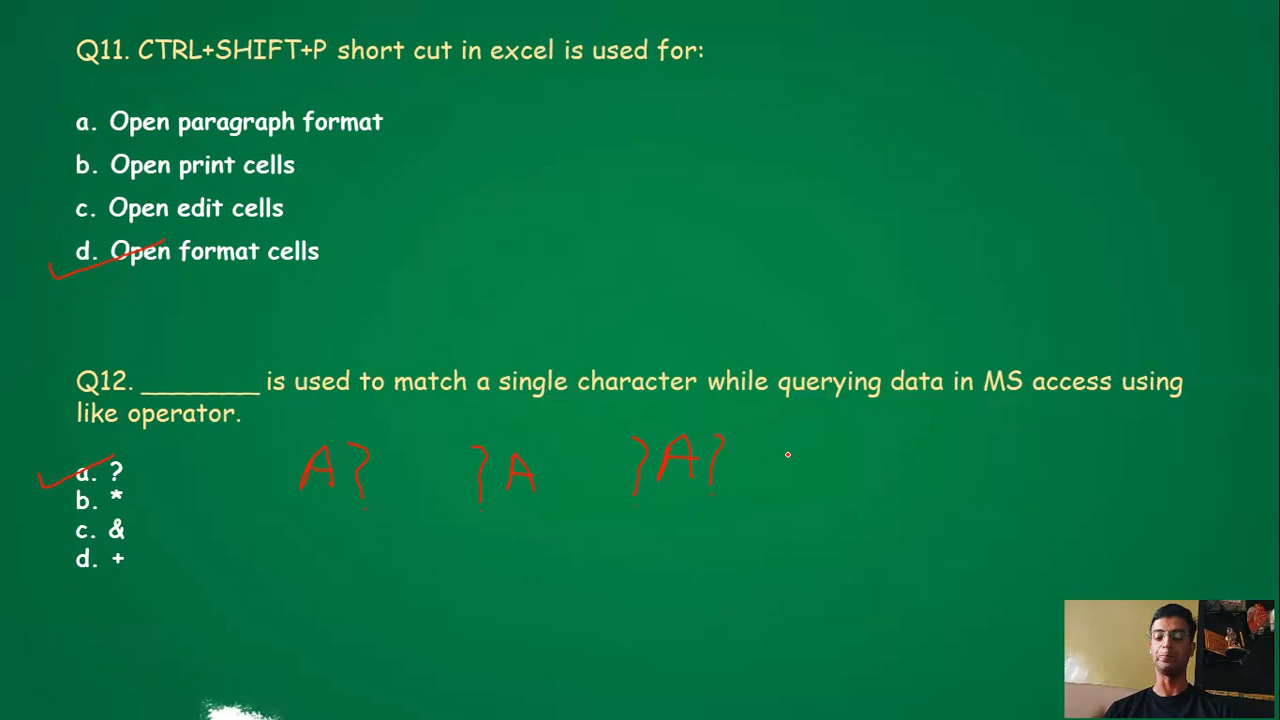 Q11. CTRL+SHIFT+P short cut in excel is used for:
a. Open paragraph format
b. Open print cells
c. Open edit cells
d. Open format cells
Q12. ________ is used to match a single character while querying data in MS access using
like operator.
a. ?
b. *
c. &
d. +
A? ?A ?A?